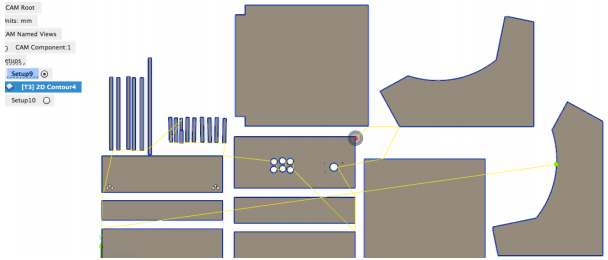 CAM Root
nits: mm
AM Named Views
CAM Component:1
etups
Setup9
[T3] 2D Contour4
Setup10